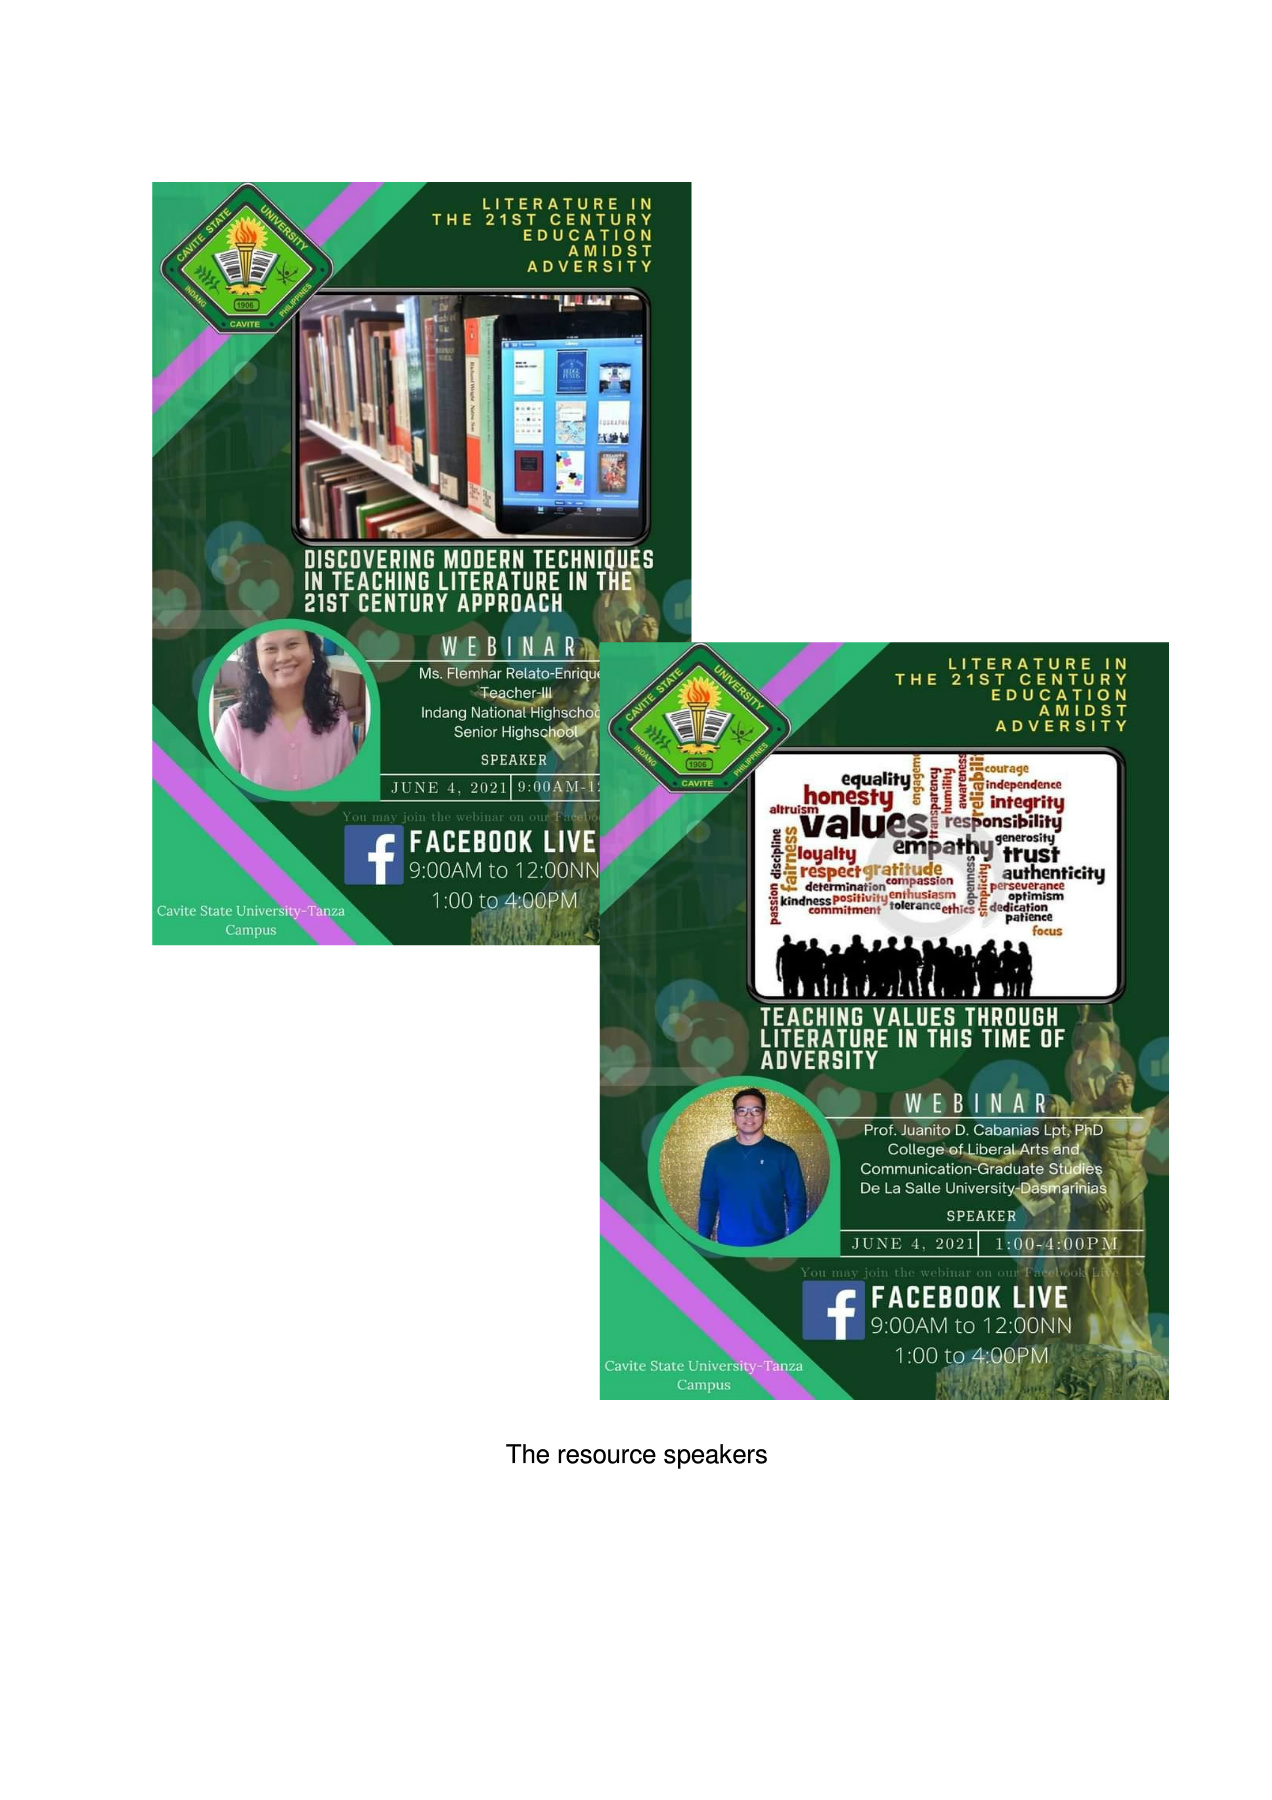 CAVITE STATE UNIVERSITY
INDANG
PHILIPPINES
1906
CAVITE
LITERATURE IN
THE 21ST CENTURY
EDUCATION
AMIDST
ADVERSITY
DISCOVERING MODERN TECHNIQUES
IN TEACHING LITERATURE IN THE
21ST CENTURY APPROACH
WEBINAR
Ms. Flemhar Relato-Enrique
Teacher-III
Indang National Highschoo
Senior Highschool
SPEAKER
JUNE 4, 2021 9:00AM-1
You may join the webinar on our Facebo
FACEBOOK LIVE
9:00AM to 12:00NN
1:00 to 4:00PM
Cavite State University-Tanza
Campus
CAVITE STATE UNIVERSITY
INDANG
PHILIPPINES
1906
CAVITE
LITERATURE IN
THE 21ST CENTURY
EDUCATION
AMIDST
ADVERSITY
equality
engagem
transparency
humility
awareness
reliabili
courage
independence
honesty
integrity
altruism
values
responsibility
generosity
empathy
trust
discipline
fairness
loyalty
authenticity
respect
gratitude
compassion
openness
simplicity
perseverance
determination
optimism
passion
kindness
positivity
enthusiasm
tolerance
ethics
dedication
commitment
patience
focus
TEACHING VALUES THROUGH
LITERATURE IN THIS TIME OF
ADVERSITY
WEBINAR
Prof. Juanito D. Cabanias Lpt, PhD
College of Liberal Arts and
Communication-Graduate Studies
De La Salle University-Dasmarinias
SPEAKER
JUNE 4, 2021 1:00-4:00PM
You may join the webinar on our Facebook Live
FACEBOOK LIVE
9:00AM to 12:00NN
1:00 to 4:00PM
Cavite State University-Tanza
Campus
The resource speakers